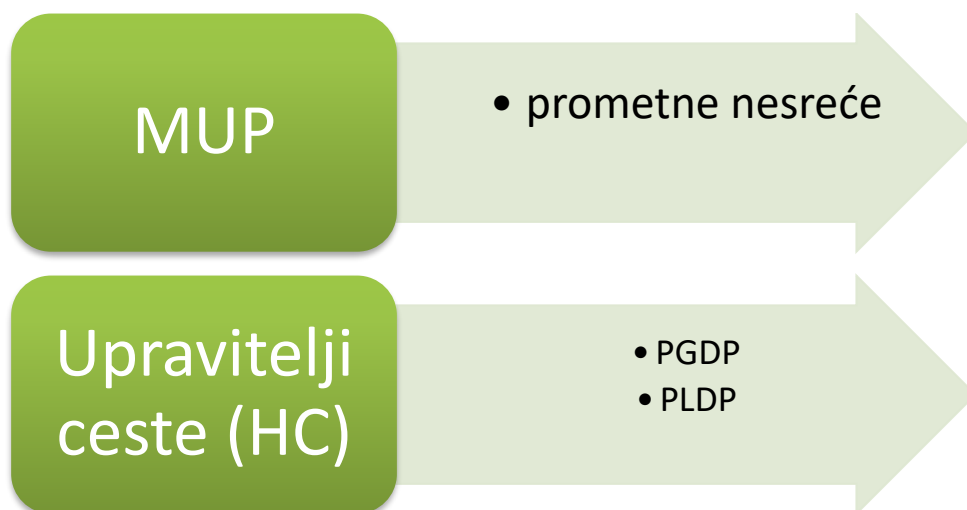 MUP
• prometne nesreće
Upravitelji
ceste (HC)
• PGDP
• PLDP